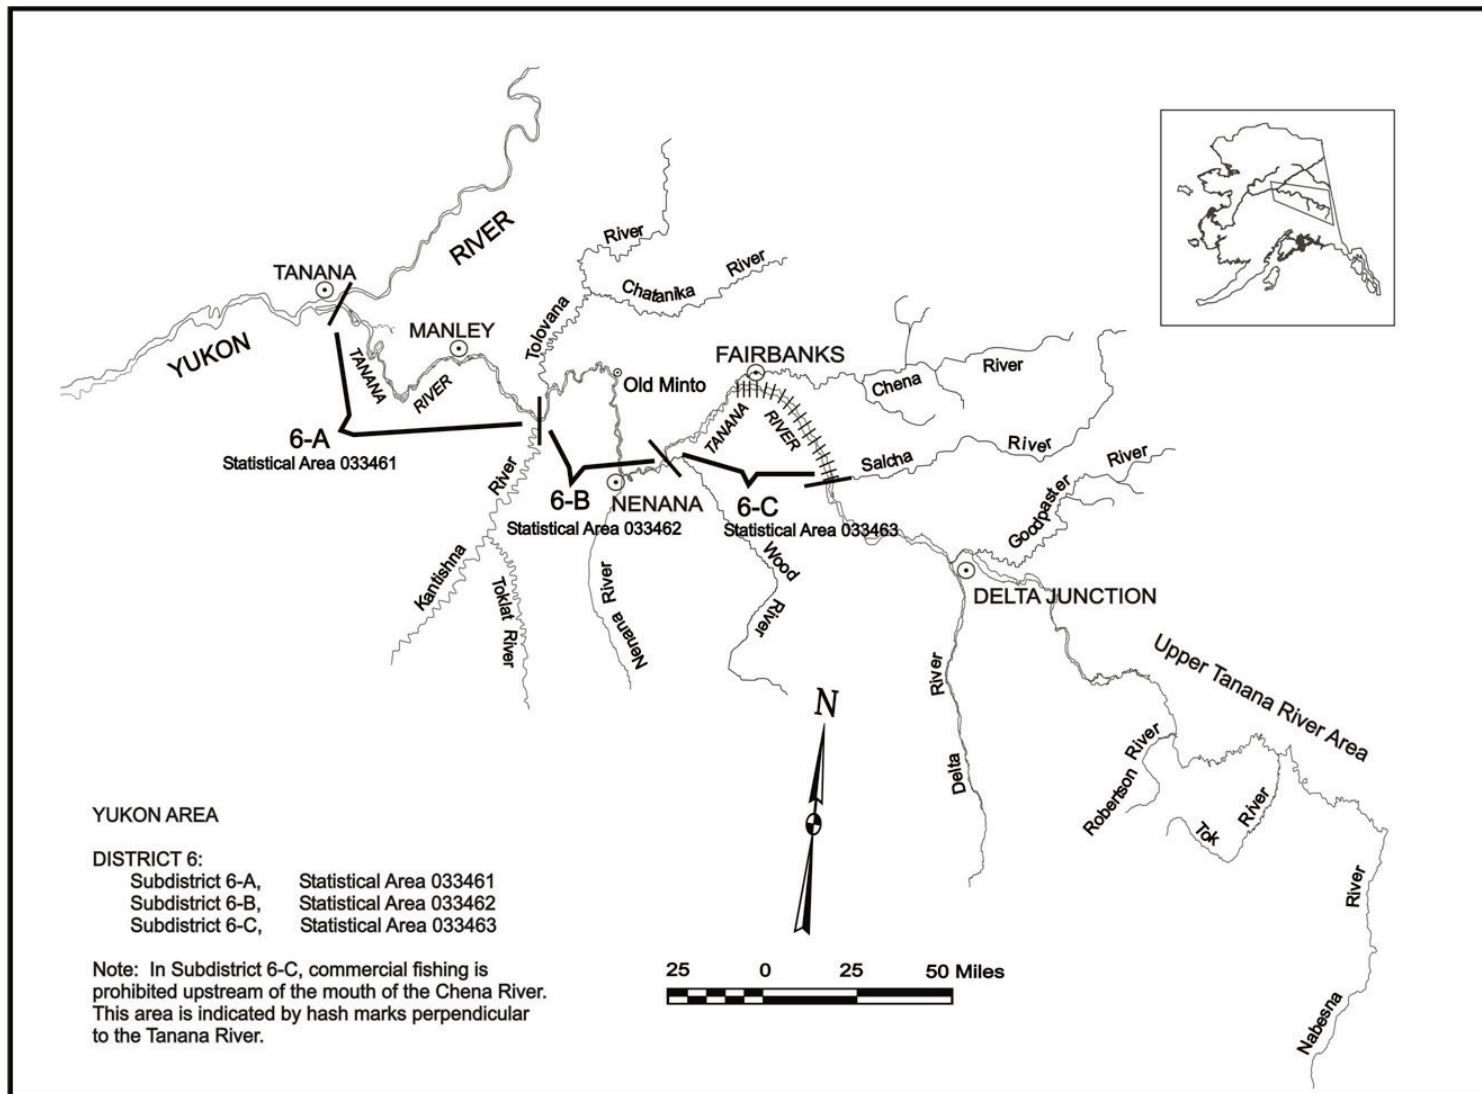 TANANA
YUKON
RIVER
MANLEY
TANANA
RIVER
Tolovana
River
Chatanika
River
Old Minto
FAIRBANKS
Chena
River
TANANA
RIVER
Salcha
River
Goodpaster
River
6-A
Statistical Area 033461
6-B
NENANA
Statistical Area 033462
6-C
Statistical Area 033463
Kantishna
River
Toklat River
Nenana River
Wood
River
DELTA JUNCTION
Delta
River
Upper Tanana River Area
Robertson
River
Tok
River
Nabesna
River
N
YUKON AREA
DISTRICT 6:
Subdistrict 6-A, Statistical Area 033461
Subdistrict 6-B, Statistical Area 033462
Subdistrict 6-C, Statistical Area 033463
Note: In Subdistrict 6-C, commercial fishing is
prohibited upstream of the mouth of the Chena River.
This area is indicated by hash marks perpendicular
to the Tanana River.
25 0 25 50 Miles